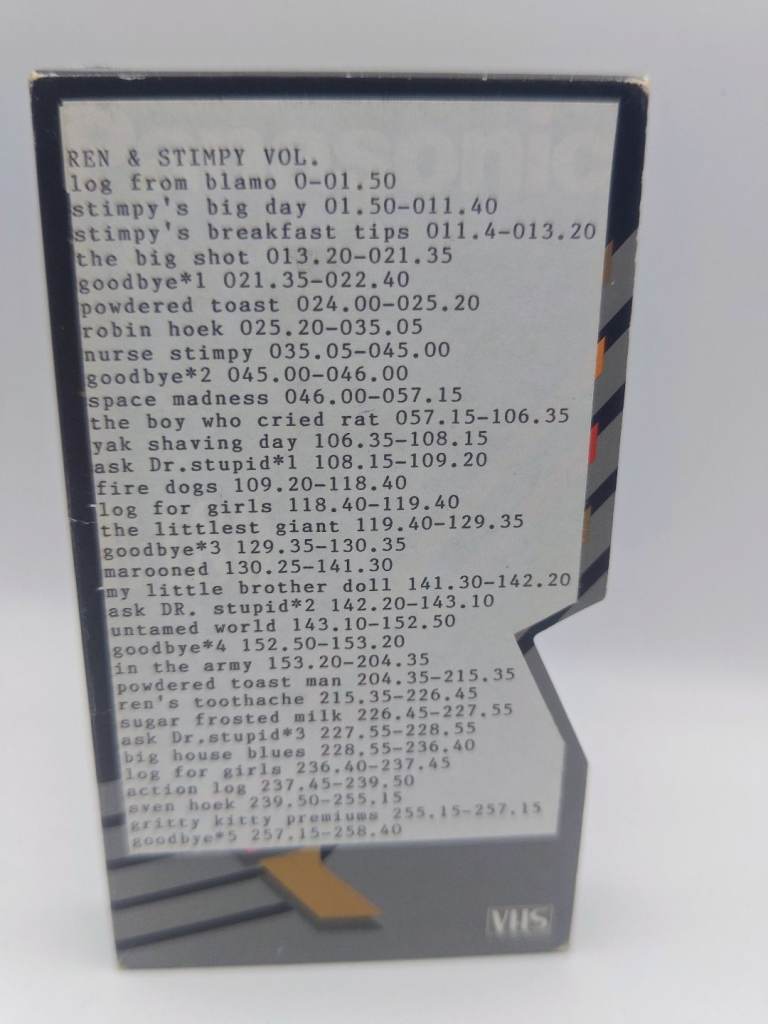 Panasonic
REN & STIMPY VOL.
log from blamo 0-01.50
stimpy's big day 01.50-011.40
stimpy's breakfast tips 011.4-013.20
the big shot 013.20-021.35
goodbye*1 021.35-022.40
powdered toast 024.00-025.20
robin hoek 025.20-035.05
nurse stimpy 035.05-045.00
goodbye*2 045.00-046.00
space madness 046.00-057.15
the boy who cried rat 057.15-106.35
yak shaving day 106.35-108.15
ask Dr.stupid*1 108.15-109.20
fire dogs 109.20-118.40
log for girls 118.40-119.40
the littlest giant 119.40-129.35
goodbye*3 129.35-130.35
marooned 130.25-141.30
my little brother doll 141.30-142.20
ask DR. stupid*2 142.20-143.10
untamed world 143.10-152.50
goodbye*4 152.50-153.20
in the army 153.20-204.35
powdered toast man 204.35-215.35
ren's toothache 215.35-226.45
sugar frosted milk 226.45-227.55
ask Dr.stupid*3 227.55-228.55
big house blues 228.55-236.40
log for girls 236.40-237.45
action log 237.45-239.50
sven hoek 239.50-255.15
gritty kitty premiums 255.15-257.15
goodbye*5 257.15-258.40
VHS